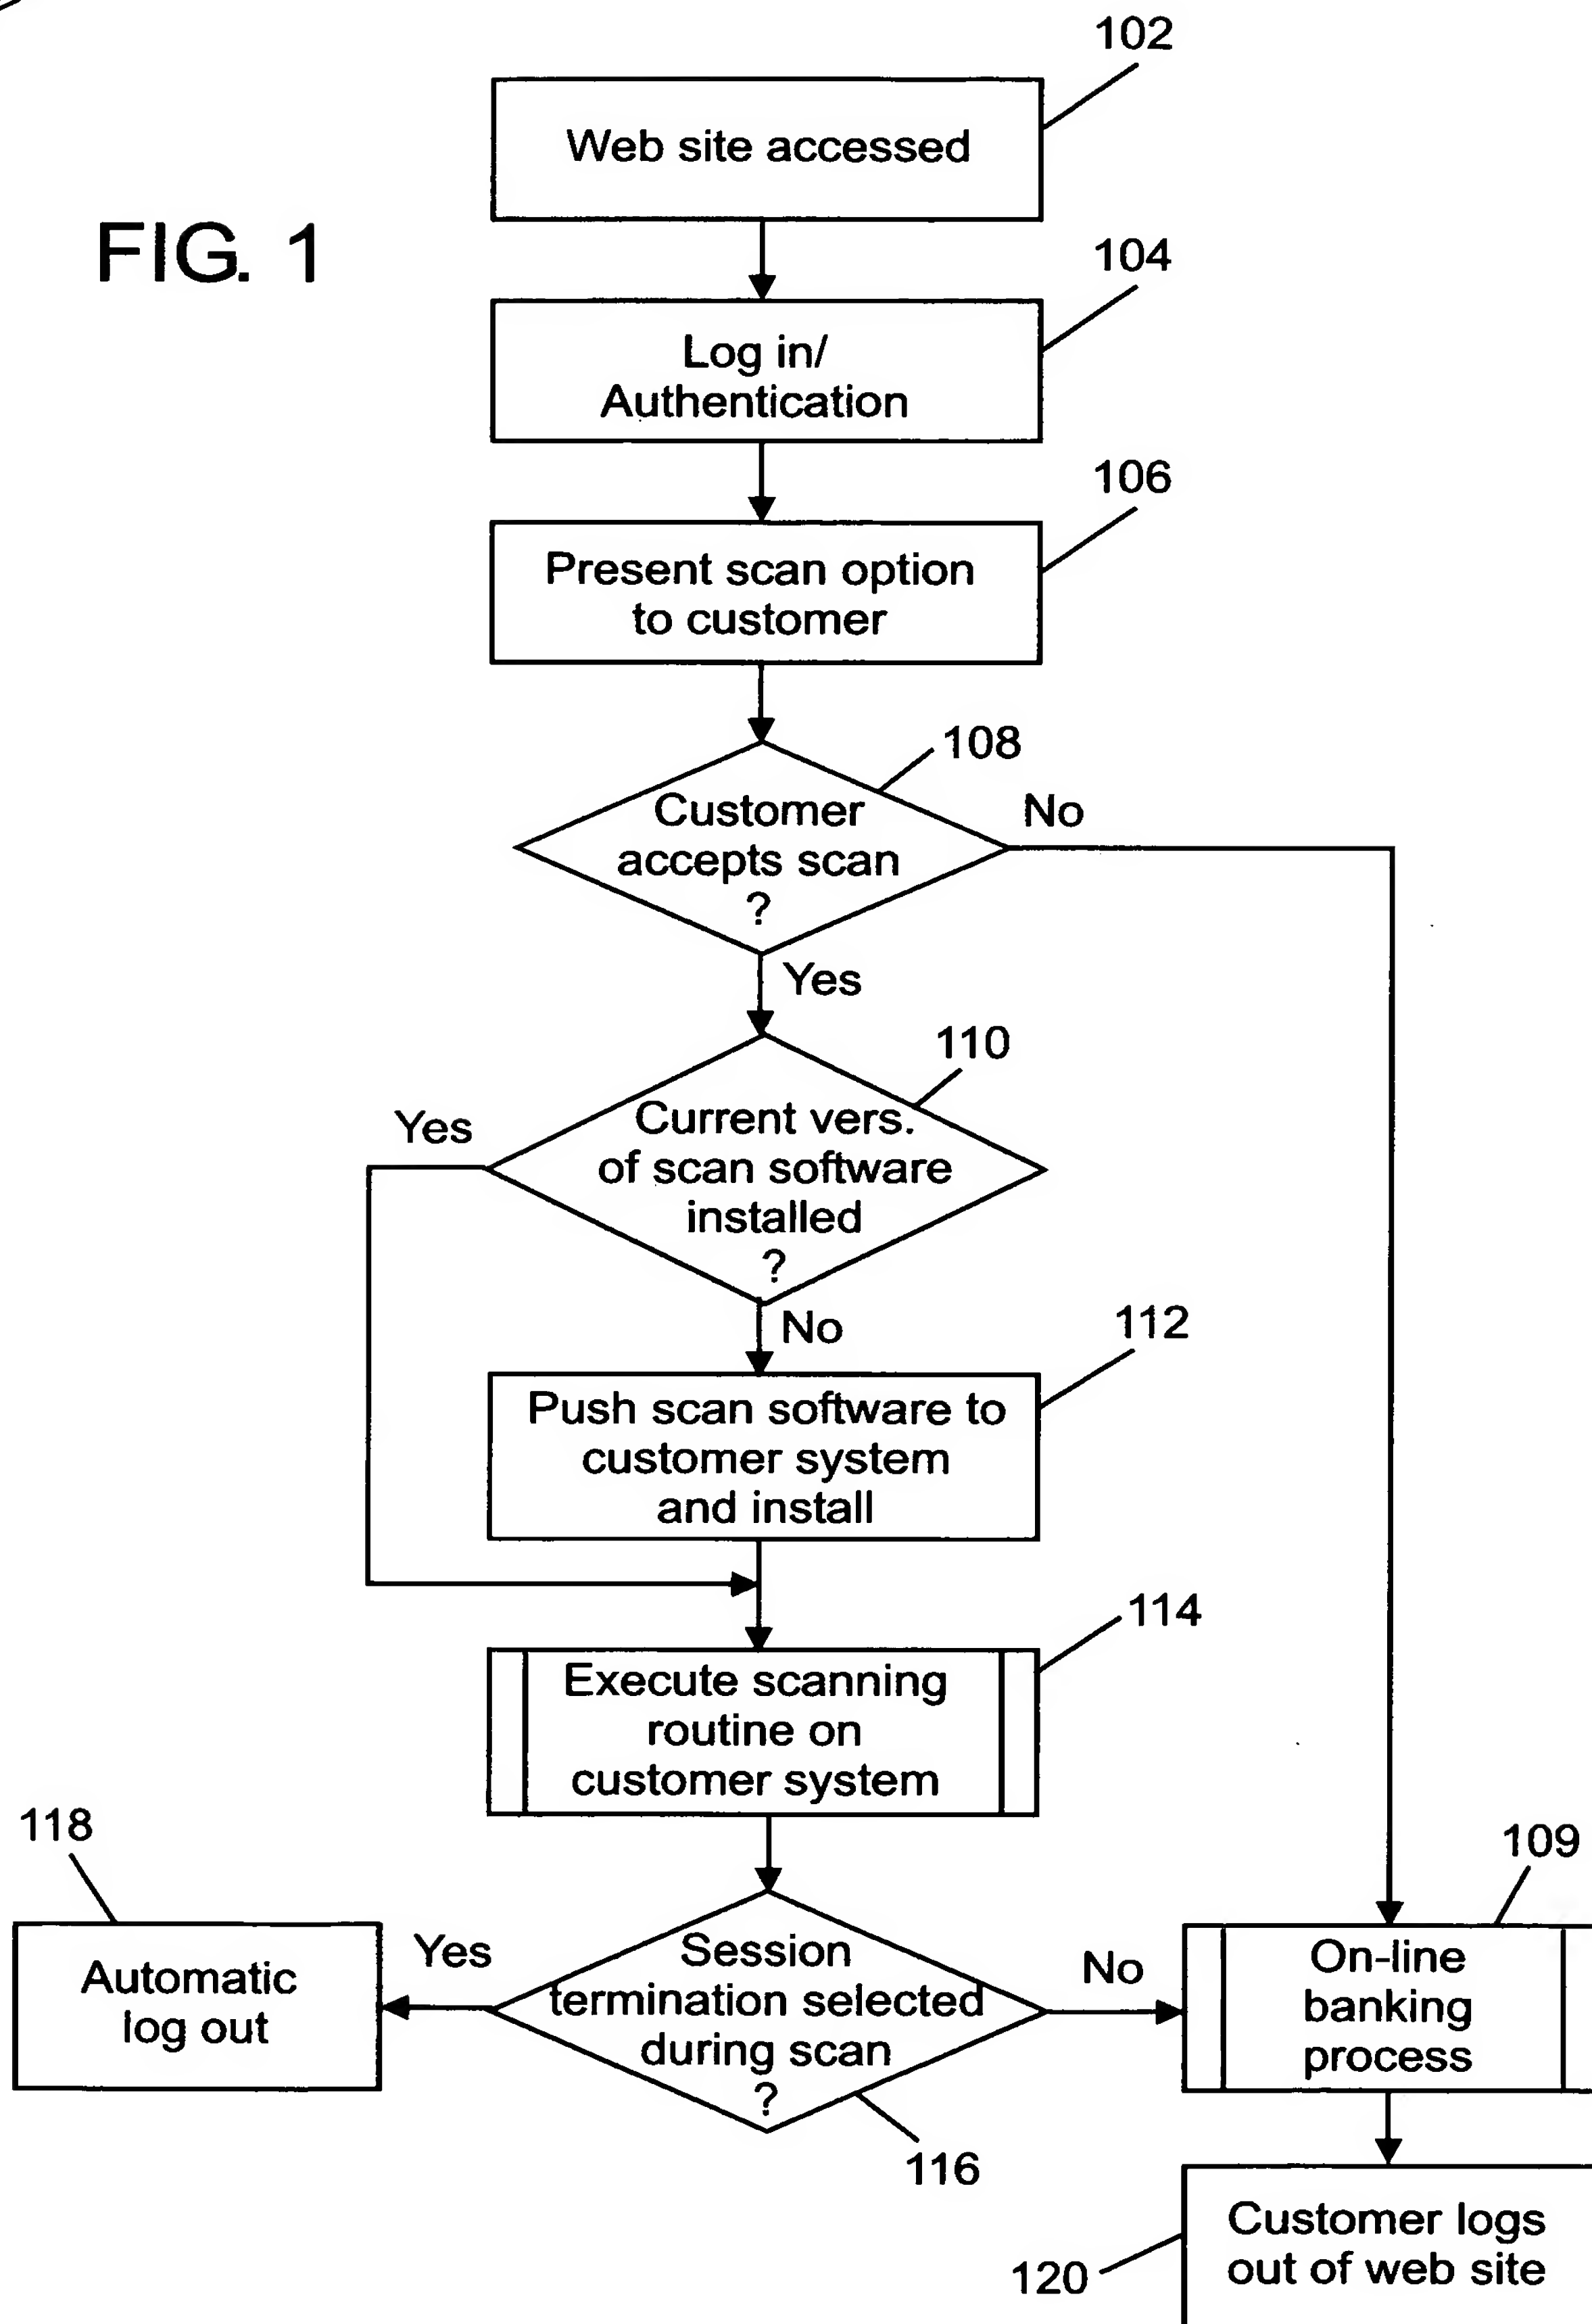 102
Web site accessed
FIG. 1
104
Log in/
Authentication
106
Present scan option
to customer
108
Customer
accepts scan
?
No
Yes
110
Yes
Current vers.
of scan software
installed
?
No
112
Push scan software to
customer system
and install
114
Execute scanning
routine on
customer system
118
109
Automatic
log out
Yes
Session
termination selected
during scan
?
No
On-line
banking
process
116
Customer logs
out of web site
120